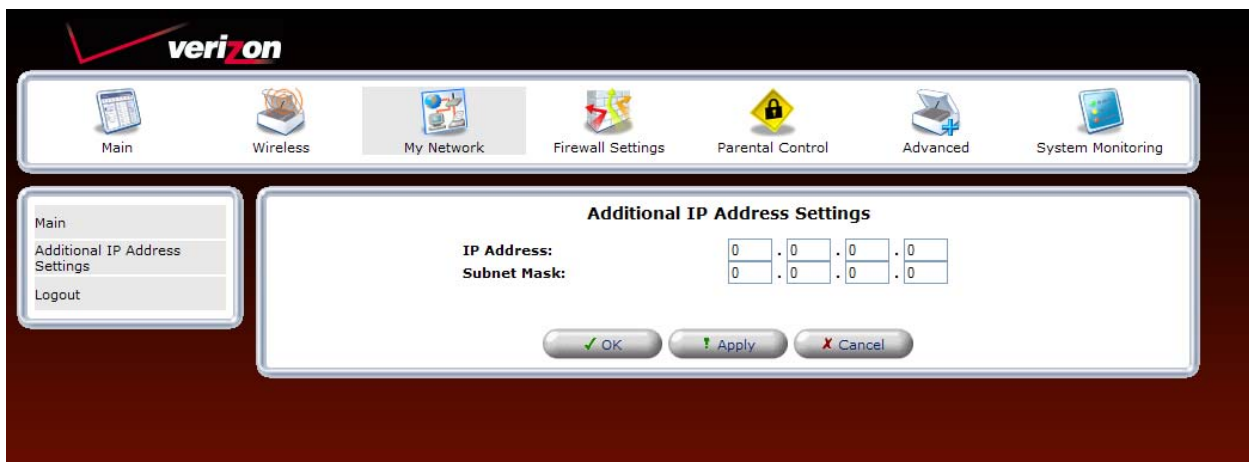 verizon
Main
Wireless
My Network
Firewall Settings
Parental Control
Advanced
System Monitoring
Main
Additional IP Address
Settings
Logout
Additional IP Address Settings
IP Address: 0 . 0 . 0 . 0
Subnet Mask: 0 . 0 . 0 . 0
OK
Apply
Cancel